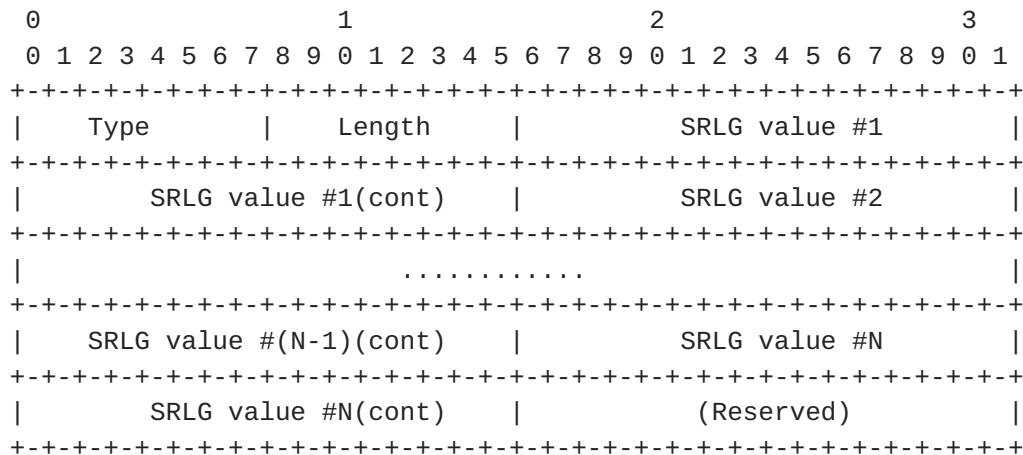 0                   1                   2                   3
 0 1 2 3 4 5 6 7 8 9 0 1 2 3 4 5 6 7 8 9 0 1 2 3 4 5 6 7 8 9 0 1
+-+-+-+-+-+-+-+-+-+-+-+-+-+-+-+-+-+-+-+-+-+-+-+-+-+-+-+-+-+-+-+-+
|    Type       |    Length     |          SRLG value #1        |
+-+-+-+-+-+-+-+-+-+-+-+-+-+-+-+-+-+-+-+-+-+-+-+-+-+-+-+-+-+-+-+-+
|        SRLG value #1(cont)    |          SRLG value #2        |
+-+-+-+-+-+-+-+-+-+-+-+-+-+-+-+-+-+-+-+-+-+-+-+-+-+-+-+-+-+-+-+-+
|                        ............                           |
+-+-+-+-+-+-+-+-+-+-+-+-+-+-+-+-+-+-+-+-+-+-+-+-+-+-+-+-+-+-+-+-+
|    SRLG value #(N-1)(cont)    |          SRLG value #N        |
+-+-+-+-+-+-+-+-+-+-+-+-+-+-+-+-+-+-+-+-+-+-+-+-+-+-+-+-+-+-+-+-+
|        SRLG value #N(cont)    |           (Reserved)          |
+-+-+-+-+-+-+-+-+-+-+-+-+-+-+-+-+-+-+-+-+-+-+-+-+-+-+-+-+-+-+-+-+